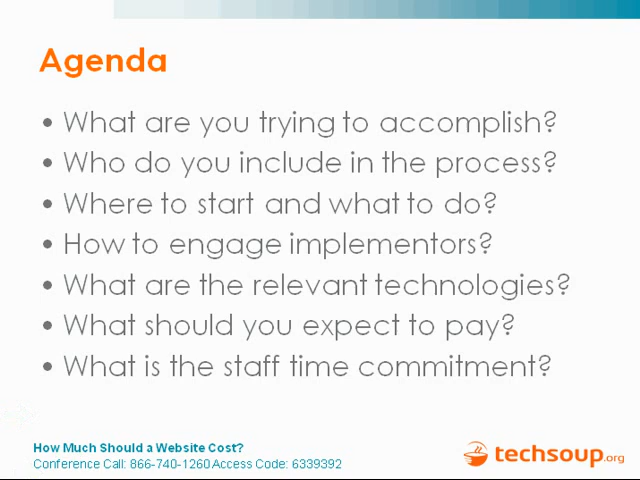 Agenda
• What are you trying to accomplish?
• Who do you include in the process?
• Where to start and what to do?
• How to engage implementors?
• What are the relevant technologies?
• What should you expect to pay?
• What is the staff time commitment?
How Much Should a Website Cost?
Conference Call: 866-740-1260 Access Code: 6339392
techsoup.org